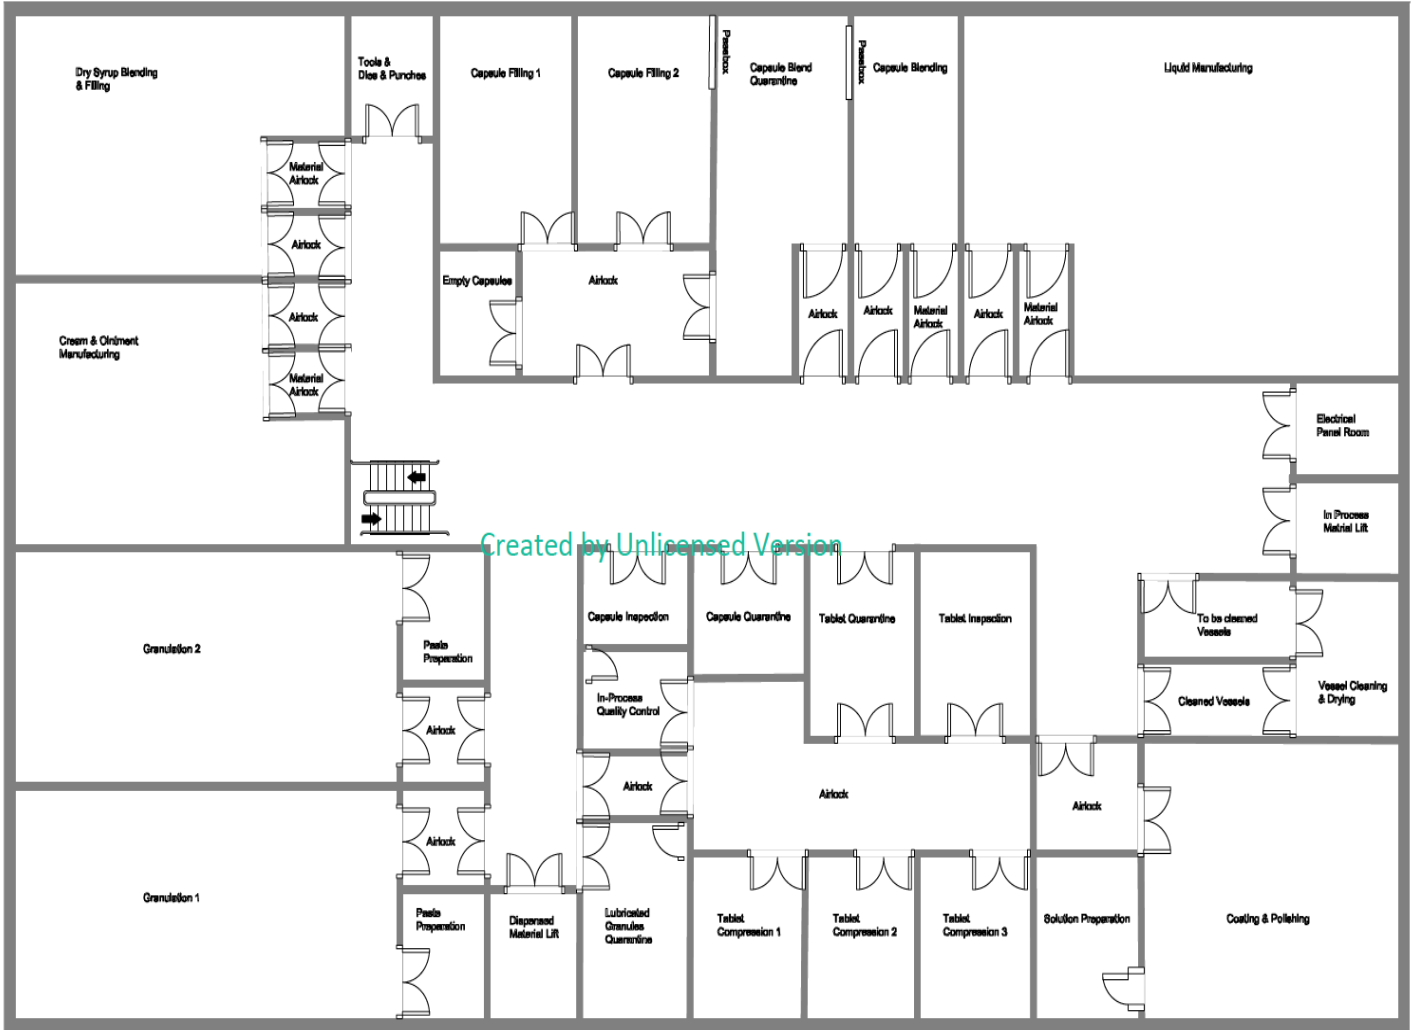 Dry Syrup Blending
& Filling
Tools &
Dies & Punches
Capsule Filling 1
Capsule Filling 2
Passbox
Capsule Blend
Quarantine
Passbox
Capsule Blending
Liquid Manufacturing
Material
Airlock
Airlock
Airlock
Material
Airlock
Cream & Ointment
Manufacturing
Empty Capsules
Airlock
Airlock
Airlock
Material
Airlock
Airlock
Material
Airlock
Electrical
Panel Room
In Process
Matrial Lift
Created by Unlisensed Version
Granulation 2
Paste
Preparation
Airlock
Capsule Inspection
Capsule Quarantine
Tablet Quarantine
Tablet Inspection
To be cleaned
Vessels
In-Process
Quality Control
Cleaned Vessels
Vessel Cleaning
& Drying
Airlock
Airlock
Airlock
Airlock
Granulation 1
Paste
Preparation
Dispensed
Material Lift
Lubricated
Granules
Quarantine
Tablet
Compression 1
Tablet
Compression 2
Tablet
Compression 3
Solution Preparation
Coating & Polishing